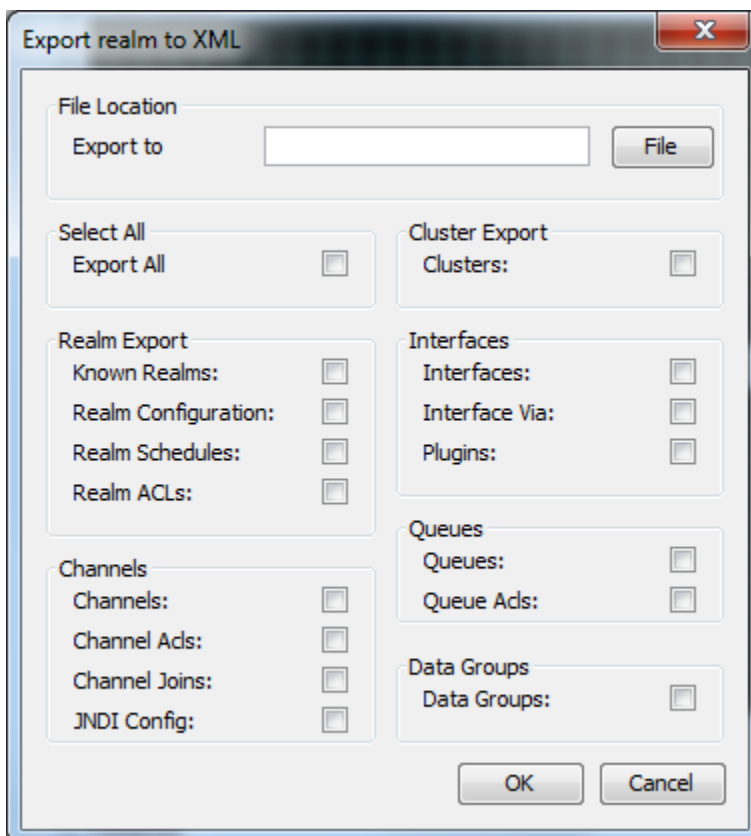 Export realm to XML
File Location
Export to
File
Select All
Export All
Cluster Export
Clusters:
Realm Export
Known Realms:
Realm Configuration:
Realm Schedules:
Realm ACLs:
Interfaces
Interfaces:
Interface Via:
Plugins:
Channels
Channels:
Channel Acls:
Channel Joins:
JNDI Config:
Queues
Queues:
Queue Acls:
Data Groups
Data Groups:
OK
Cancel